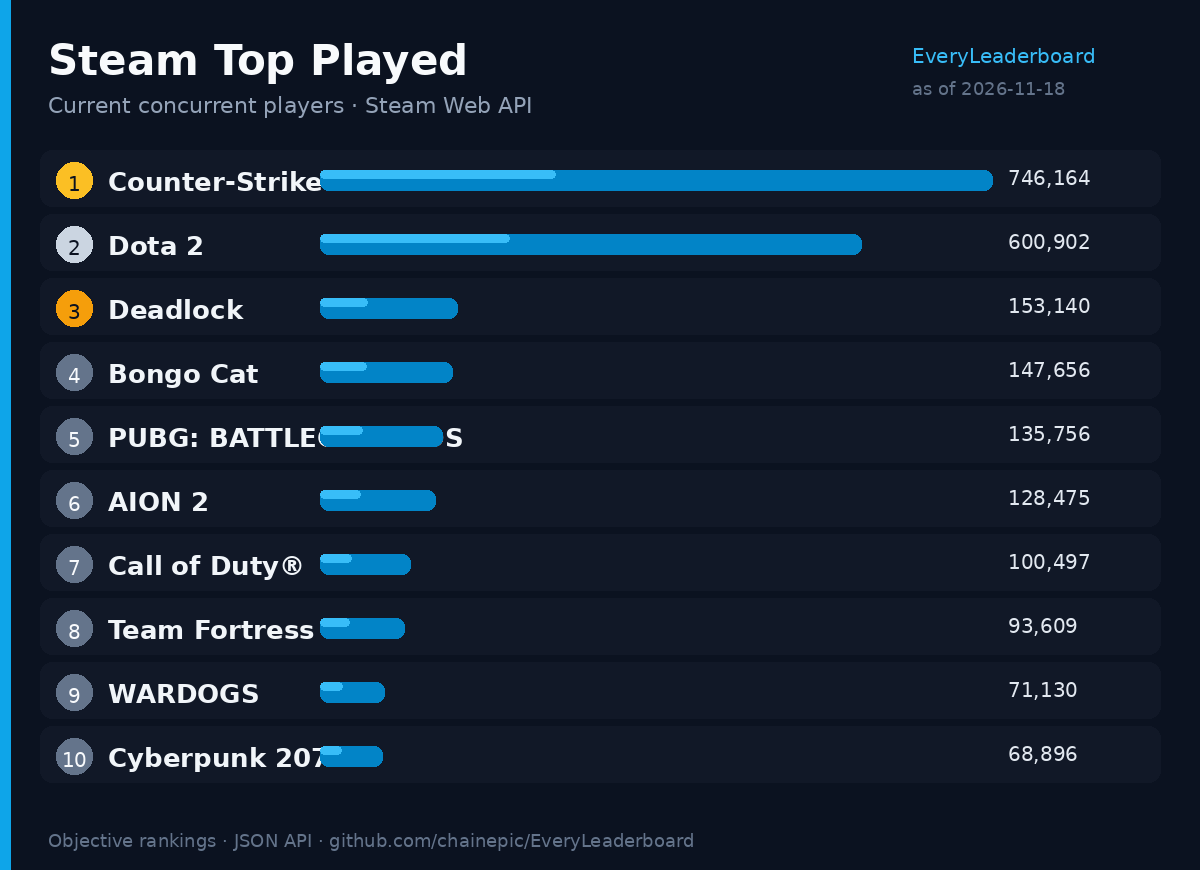 Steam Top Played
Current concurrent players · Steam Web API
EveryLeaderboard
as of 2026-11-18
1 Counter-Strike 746,164
2 Dota 2 600,902
3 Deadlock 153,140
4 Bongo Cat 147,656
5 PUBG: BATTLE S 135,756
6 AION 2 128,475
7 Call of Duty® 100,497
8 Team Fortress 93,609
9 WARDOGS 71,130
10 Cyberpunk 207 68,896
Objective rankings · JSON API · github.com/chainepic/EveryLeaderboard